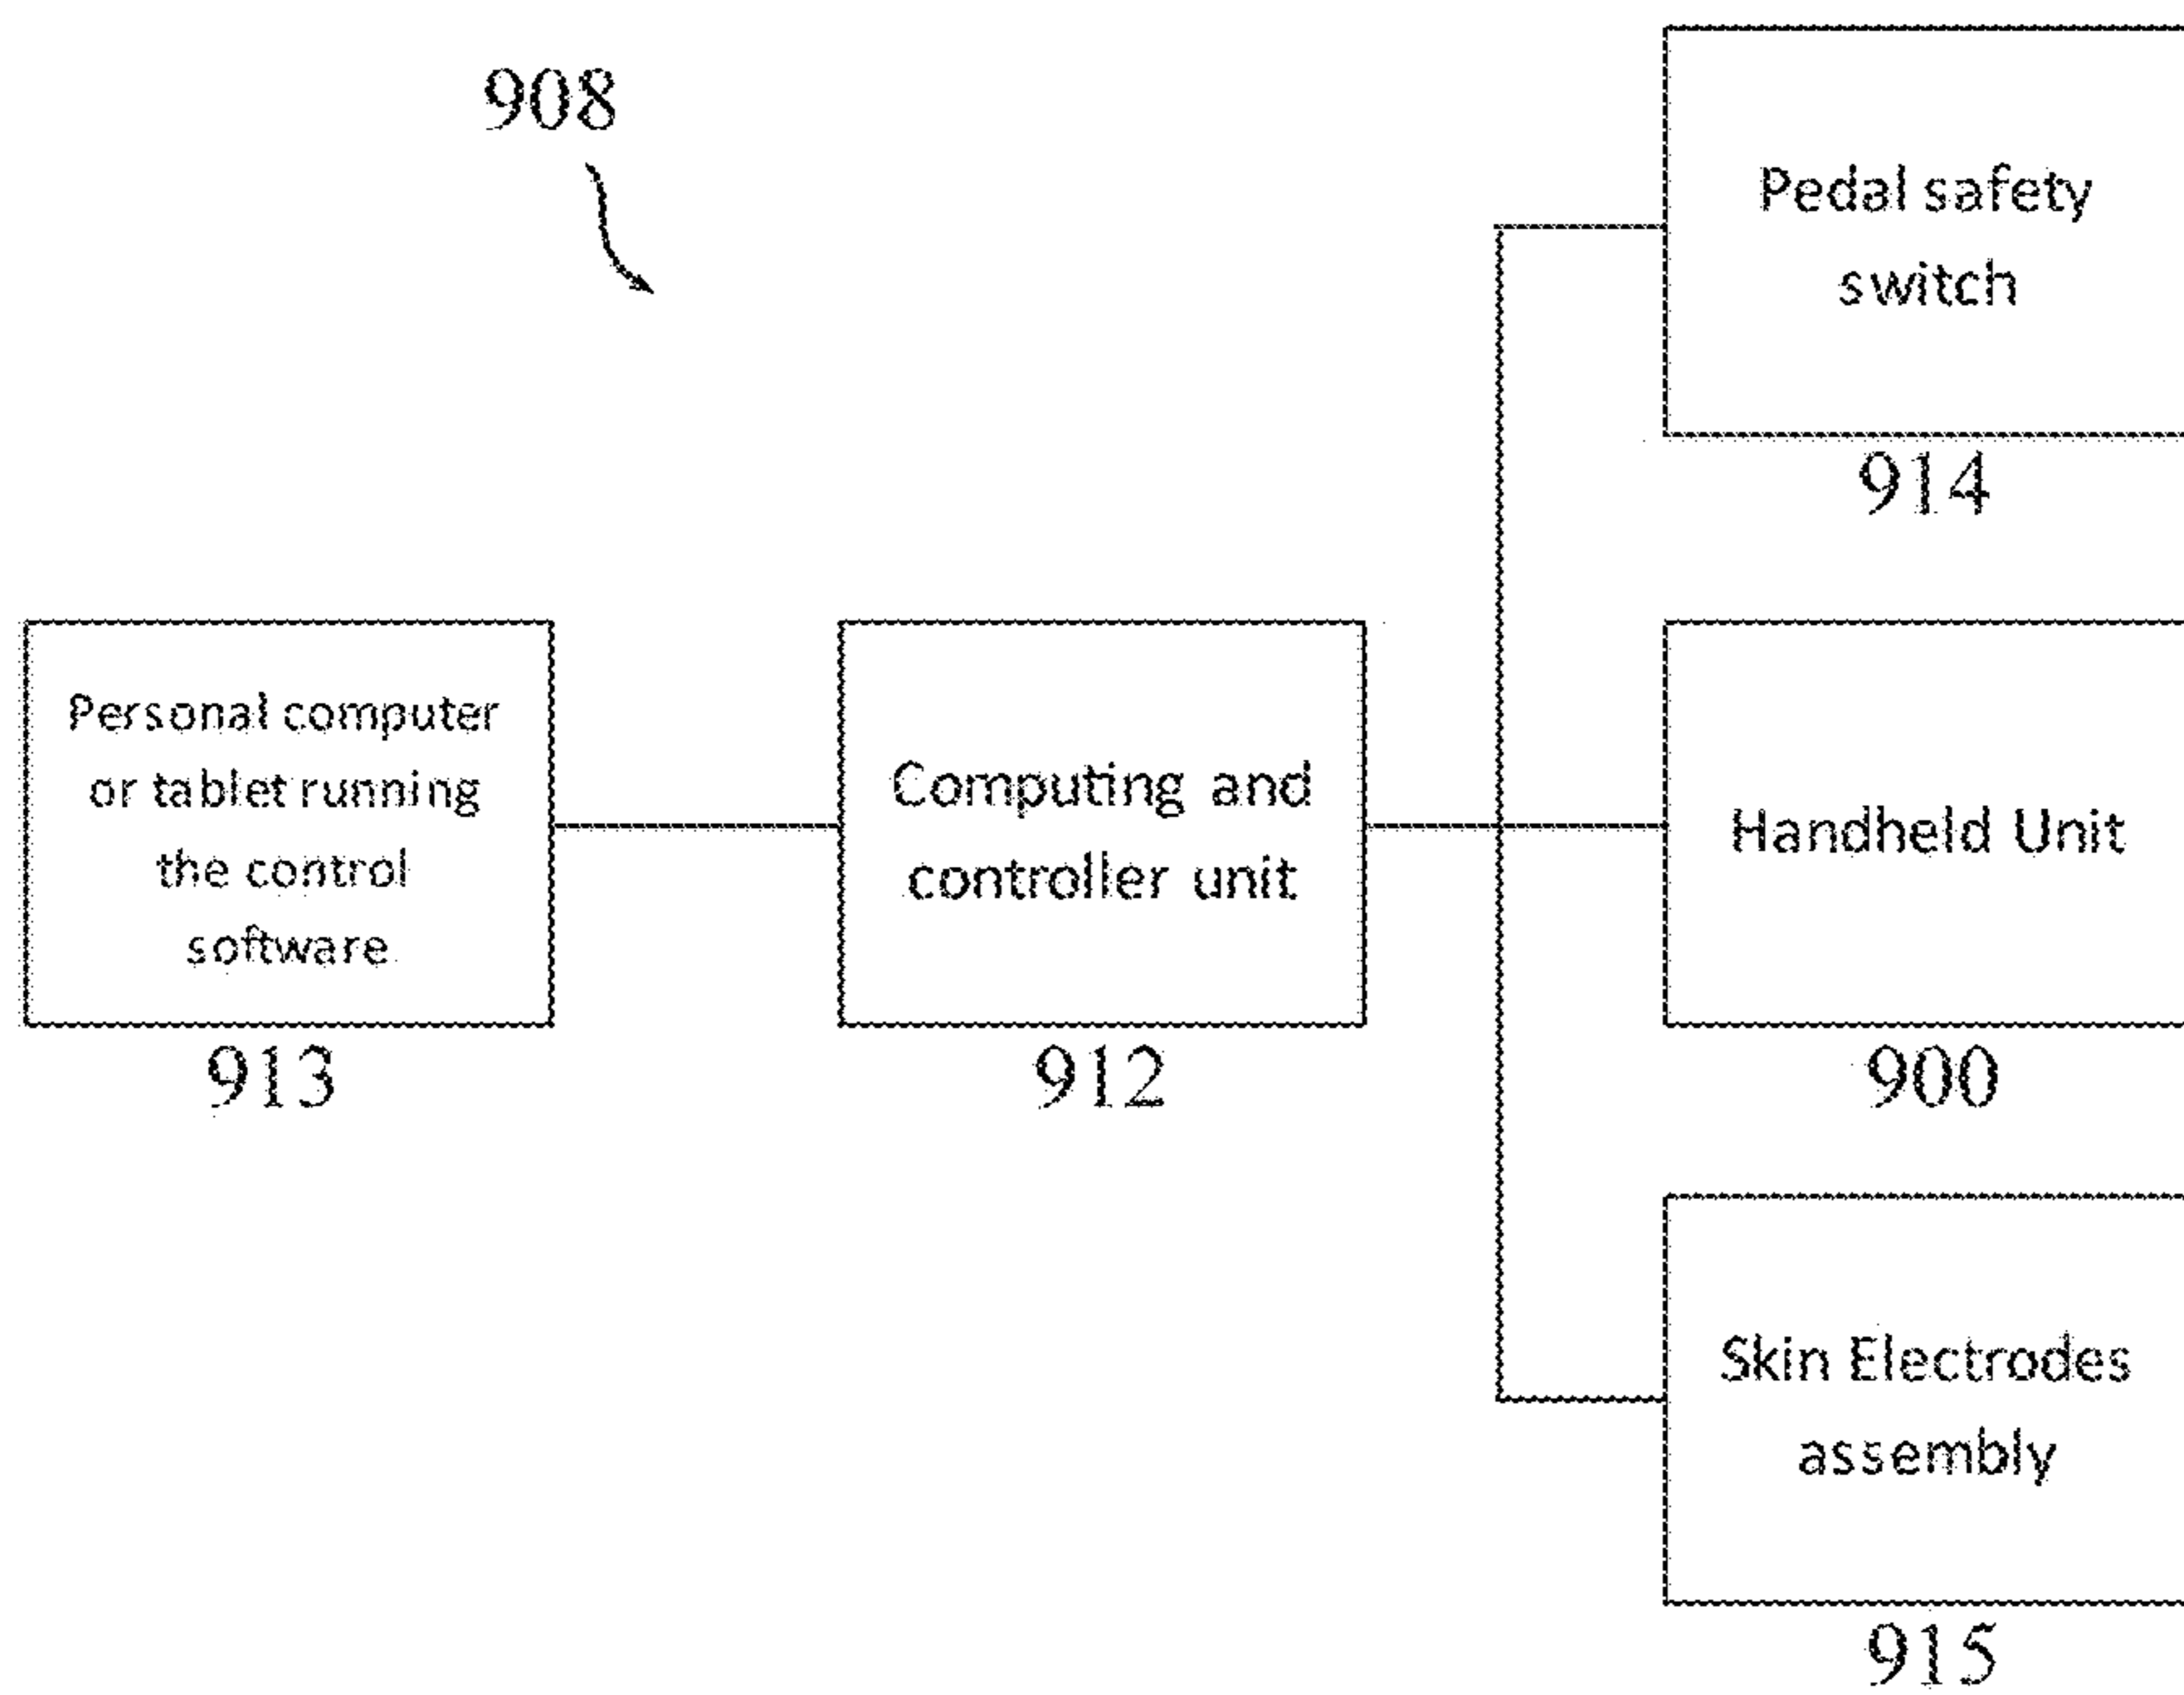 908
Pedal safety
switch
914
Personal computer
or tablet running
the control
software
913
Computing and
controller unit
912
Handheld Unit
900
Skin Electrodes
assembly
915